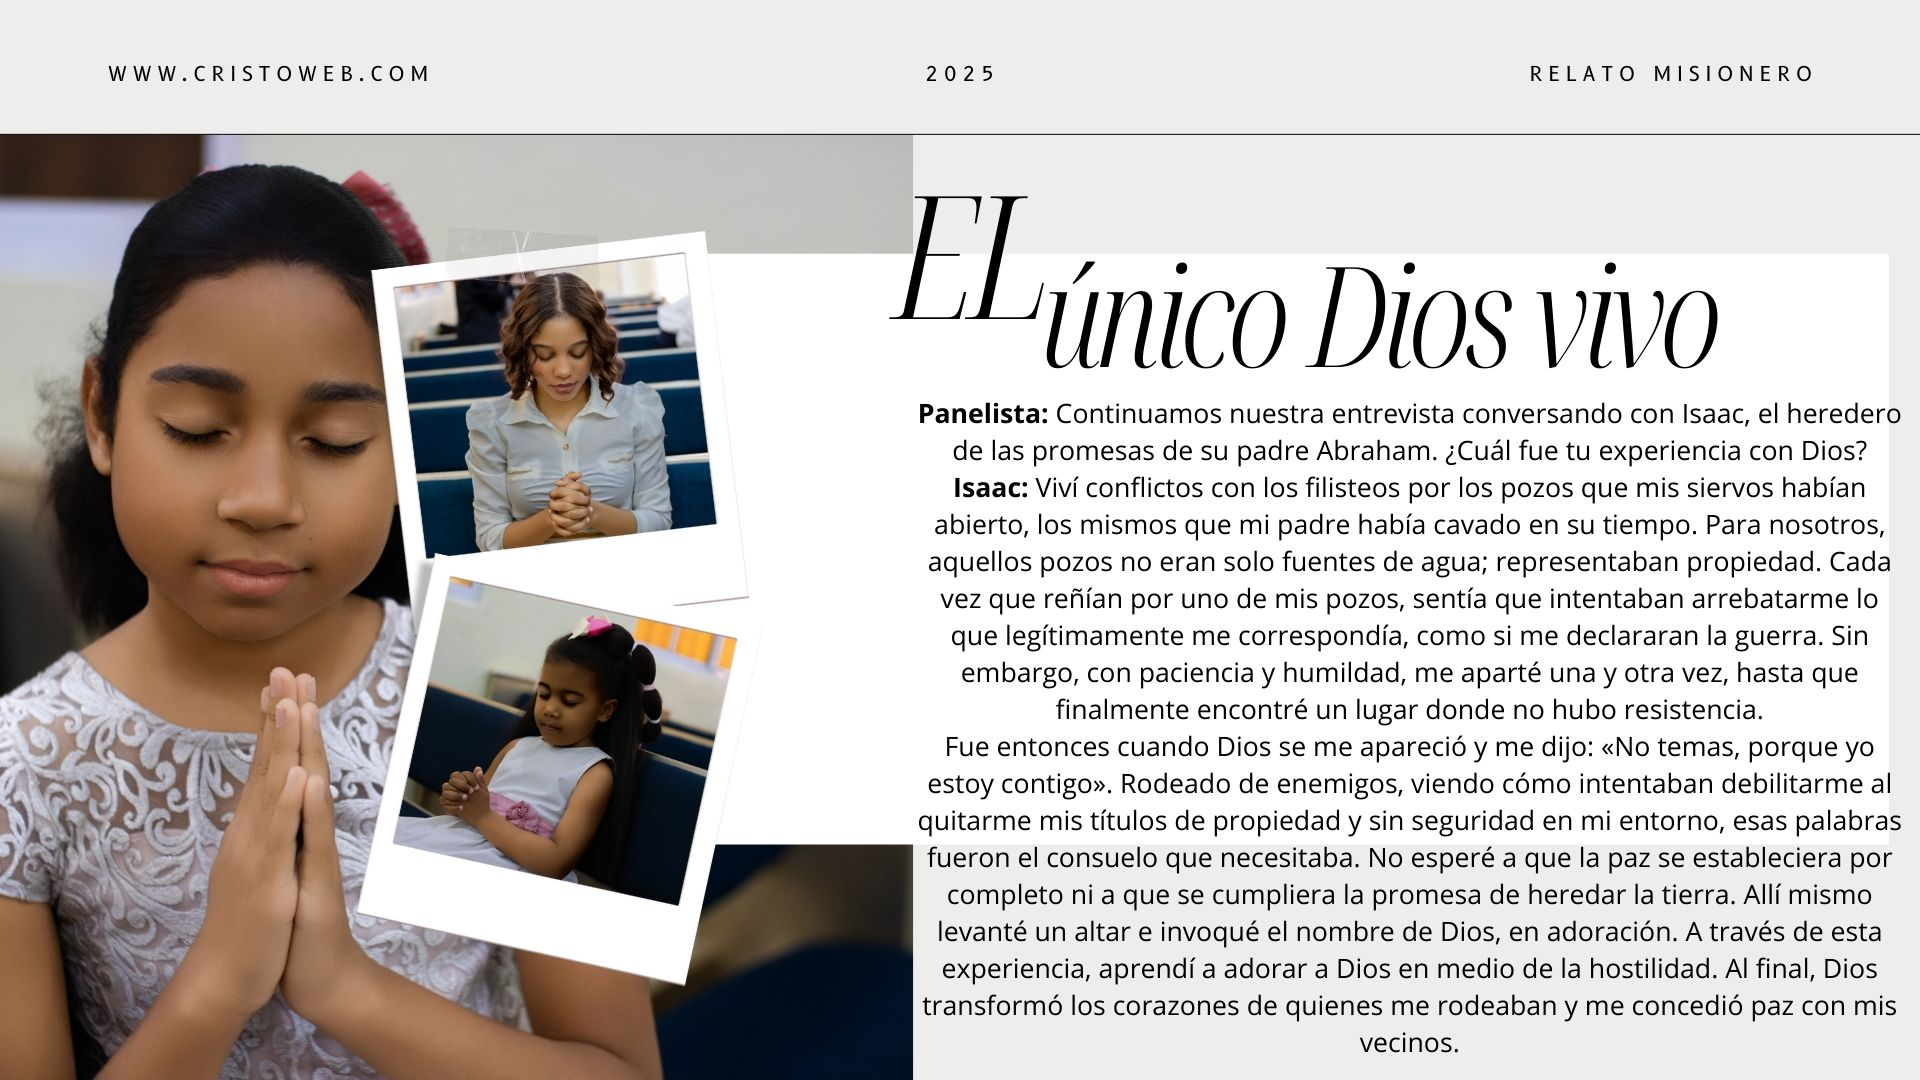 WWW.CRISTOWEB.COM
2025
RELATO MISIONERO
EL
único Dios vivo
Panelista: Continuamos nuestra entrevista conversando con Isaac, el heredero
de las promesas de su padre Abraham. ¿Cuál fue tu experiencia con Dios?
Isaac: Viví conflictos con los filisteos por los pozos que mis siervos habían
abierto, los mismos que mi padre había cavado en su tiempo. Para nosotros,
aquellos pozos no eran solo fuentes de agua; representaban propiedad. Cada
vez que reñían por uno de mis pozos, sentía que intentaban arrebatarme lo
que legítimamente me correspondía, como si me declararan la guerra. Sin
embargo, con paciencia y humildad, me aparté una y otra vez, hasta que
finalmente encontré un lugar donde no hubo resistencia.
Fue entonces cuando Dios se me apareció y me dijo: «No temas, porque yo
estoy contigo». Rodeado de enemigos, viendo cómo intentaban debilitarme al
quitarme mis títulos de propiedad y sin seguridad en mi entorno, esas palabras
fueron el consuelo que necesitaba. No esperé a que la paz se estableciera por
completo ni a que se cumpliera la promesa de heredar la tierra. Allí mismo
levanté un altar e invoqué el nombre de Dios, en adoración. A través de esta
experiencia, aprendí a adorar a Dios en medio de la hostilidad. Al final, Dios
transformó los corazones de quienes me rodeaban y me concedió paz con mis
vecinos.